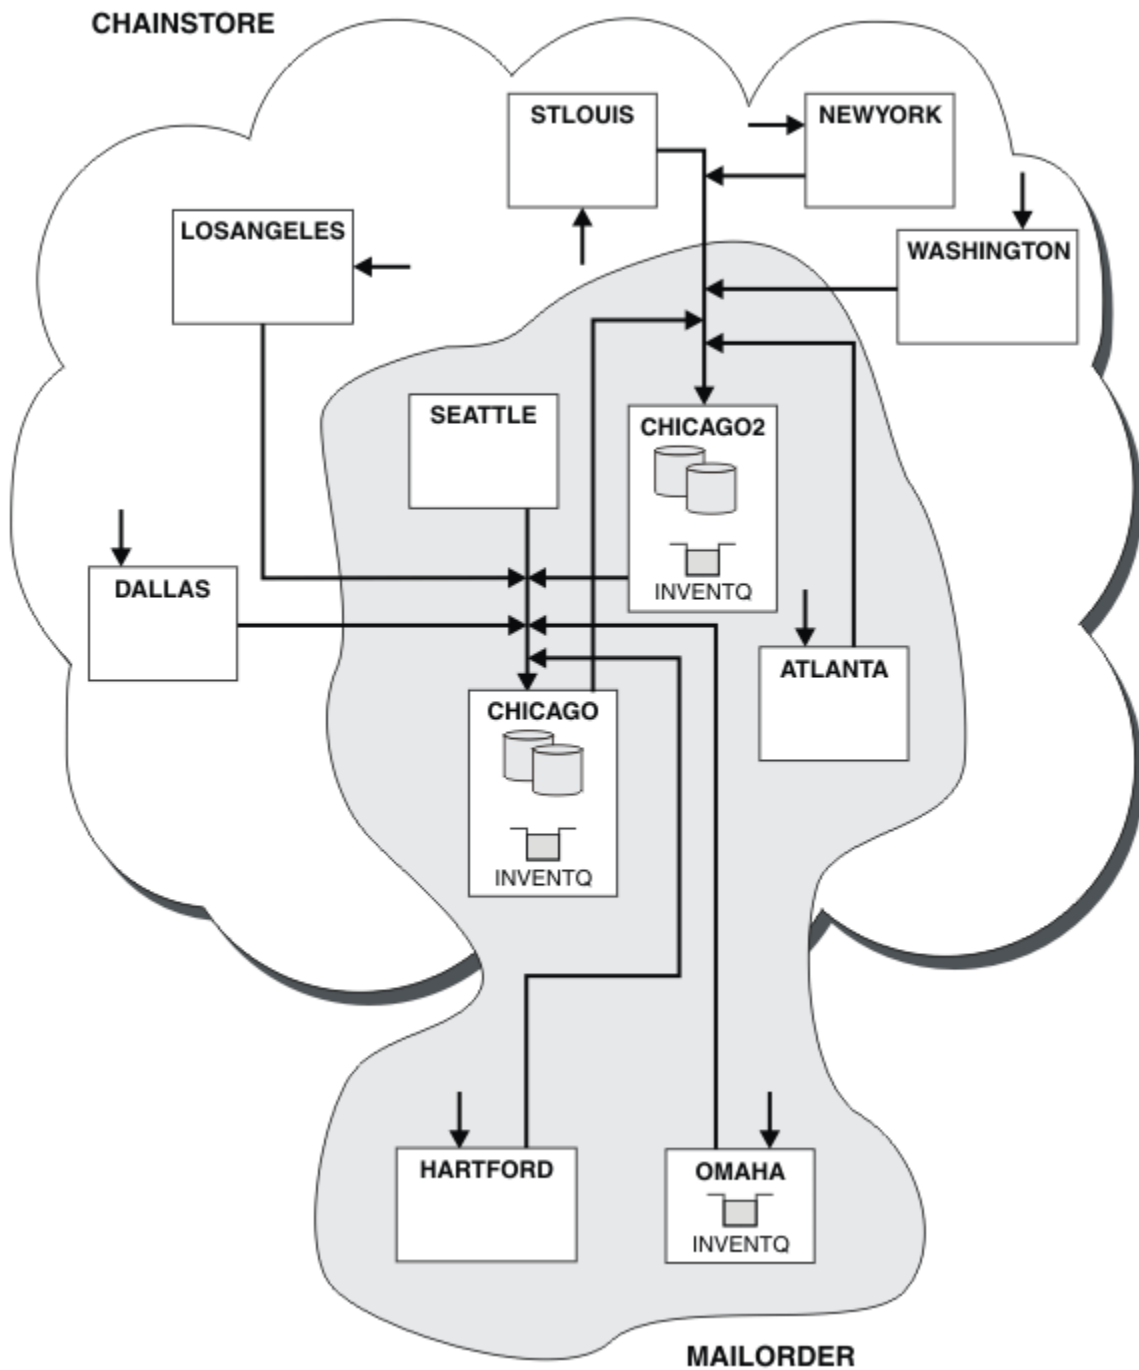 CHAINSTORE
STLOUIS
NEWYORK
LOSANGELES
WASHINGTON
SEATTLE
CHICAGO2
INVENTQ
DALLAS
ATLANTA
CHICAGO
INVENTQ
HARTFORD
OMAHA
INVENTQ
MAILORDER